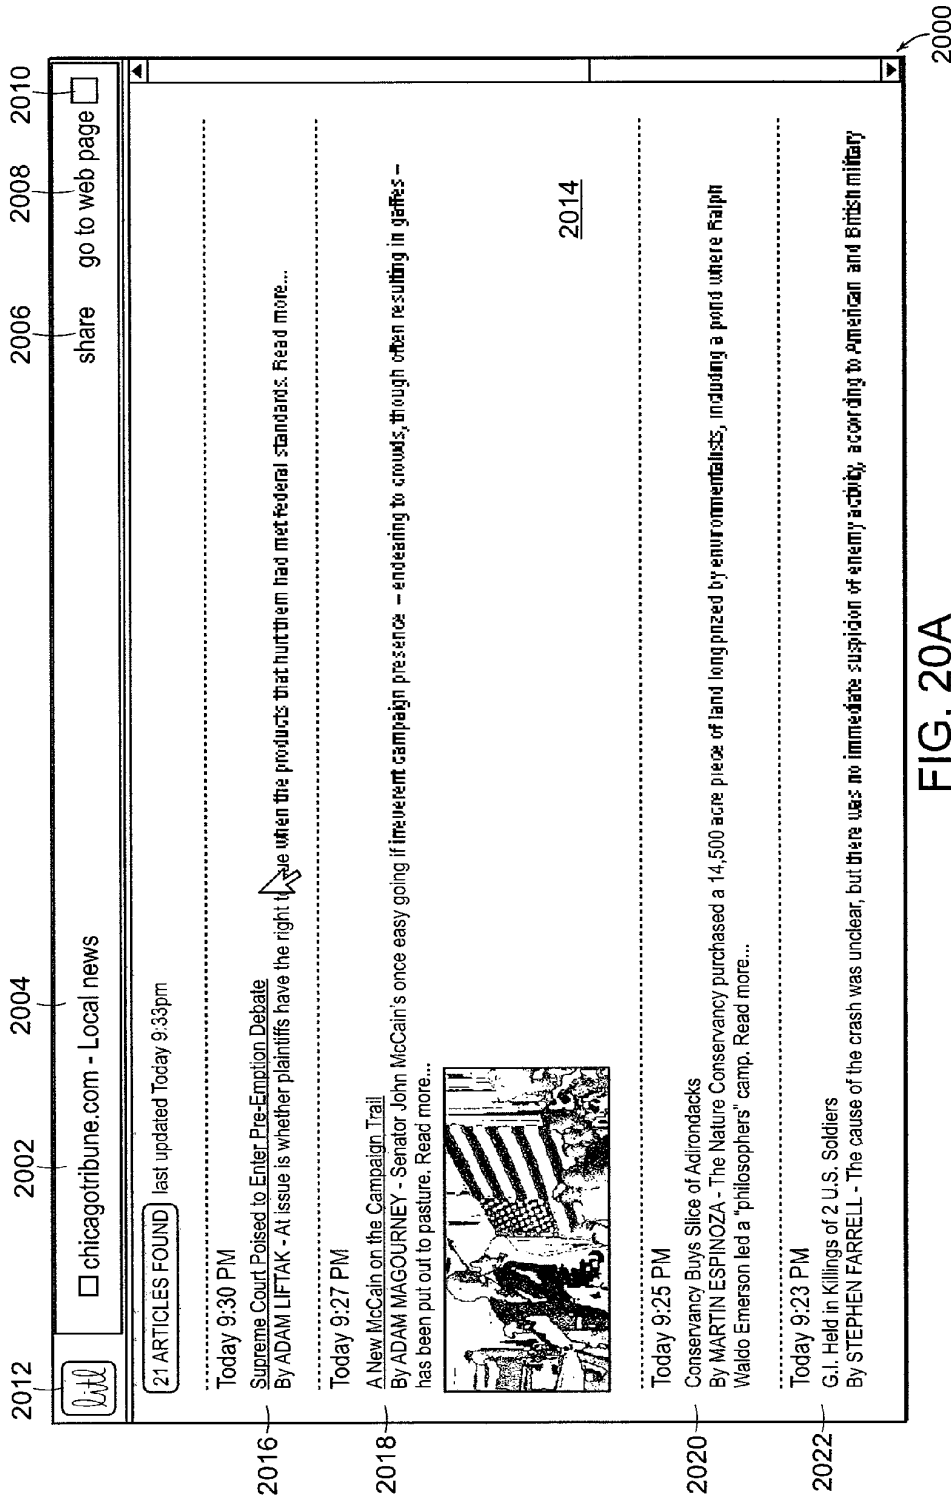 2012 2002 2004 2006 2008 2010
litl
chicagotribune.com - Local news
share go to web page
21 ARTICLES FOUND last updated Today 9:33pm
Today 9:30 PM
2016
Supreme Court Poised to Enter Pre-Emption Debate
By ADAM LIFTAK - At issue is whether plaintiffs have the right to ue when the products that hurt them had met federal standards. Read more...
Today 9:27 PM
2018
A New McCain on the Campaign Trail
By ADAM MAGOURNEY - Senator John McCain's once easy going if irreverent campaign presence – endearing to crowds, though often resulting in gaffes –
has been put out to pasture. Read more...
2014
Today 9:25 PM
2020
Conservancy Buys Slice of Adirondacks
By MARTIN ESPINOZA - The Nature Conservancy purchased a 14,500 acre piece of land long prized by environmentalists, including a pond where Ralph
Waldo Emerson led a "philosophers" camp. Read more...
Today 9:23 PM
2022
G.I. Held in Killings of 2 U.S. Soldiers
By STEPHEN FARRELL - The cause of the crash was unclear, but there was no immediate suspicion of enemy activity, according to American and British military
2000
FIG. 20A